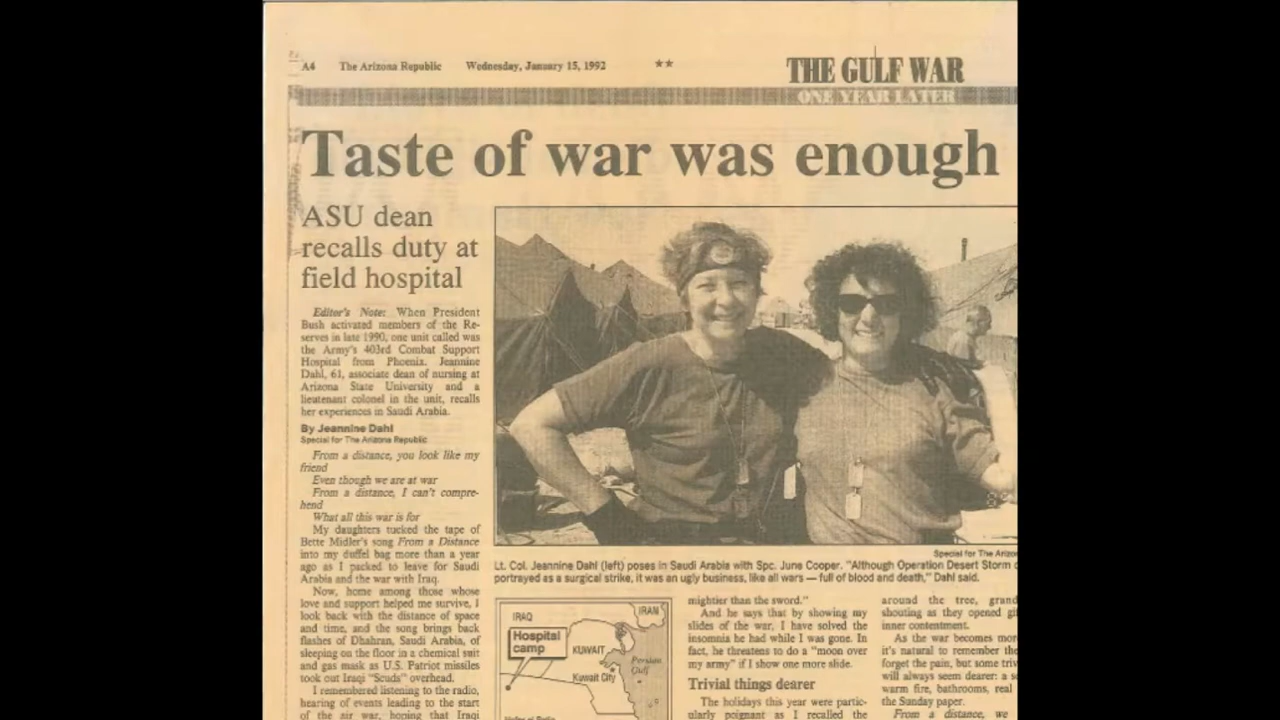 A4 The Arizona Republic Wednesday, January 15, 1992 **
THE GULF WAR
ONE YEAR LATER
Taste of war was enough
ASU dean
recalls duty at
field hospital
Editor's Note: When President
Bush activated members of the Re-
serves in late 1990, one unit called was
the Army's 403rd Combat Support
Hospital from Phoenix. Jeannine
Dahl, 61, associate dean of nursing at
Arizona State University and a
lieutenant colonel in the unit, recalls
her experiences in Saudi Arabia.
By Jeannine Dahl
Special for The Arizona Republic
From a distance, you look like my
friend
Even though we are at war
From a distance, I can't compre-
hend
What all this war is for
My daughters tucked the tape of
Bette Midler's song From a Distance
into my duffel bag more than a year
ago as I packed to leave for Saudi
Arabia and the war with Iraq.
Now, home among those whose
love and support helped me survive, I
look back with the distance of space
and time, and the song brings back
flashes of Dhahran, Saudi Arabia, of
sleeping on the floor in a chemical suit
and gas mask as U.S. Patriot missiles
took out Iraqi "Scuds" overhead.
I remembered listening to the radio,
hearing of events leading to the start
of the air war, hoping that Iraqi
Special for The Arizo
Lt. Col. Jeannine Dahl (left) poses in Saudi Arabia with Spc. June Cooper. "Although Operation Desert Storm
portrayed as a surgical strike, it was an ugly business, like all wars — full of blood and death," Dahl said.
IRAQ
IRAN
Hospital
camp
KUWAIT
Persian
Gulf
Kuwait City
mightier than the sword."
And he says that by showing my
slides of the war, I have solved the
insomnia he had while I was gone. In
fact, he threatens to do a "moon over
my army" if I show one more slide.
Trivial things dearer
The holidays this year were partic-
ularly poignant as I recalled the
around the tree, grand
shouting as they opened gi
inner contentment.
As the war becomes mor
it's natural to remember the
forget the pain, but some triv
will always seem dearer: a s
warm fire, bathrooms, real
the Sunday paper.
From a distance, we